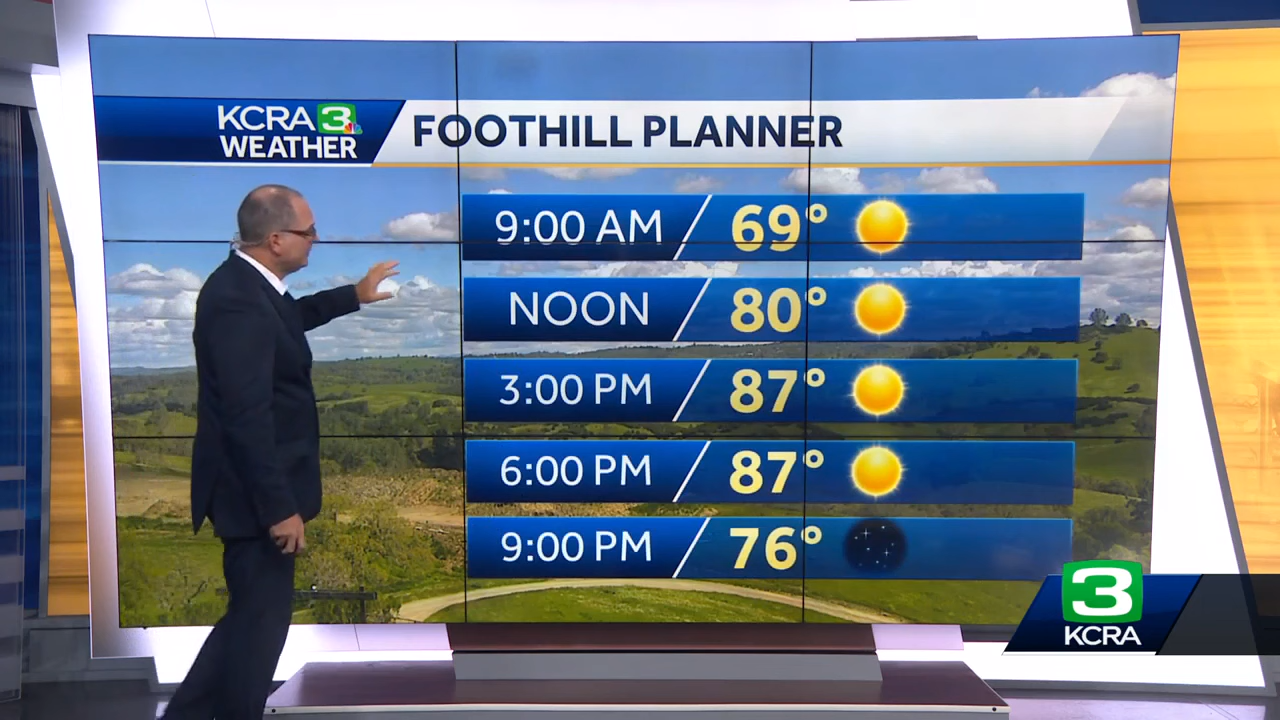 KCRA 3
WEATHER
FOOTHILL PLANNER
9:00 AM 69°
NOON 80°
3:00 PM 87°
6:00 PM 87°
9:00 PM 76°
3
KCRA